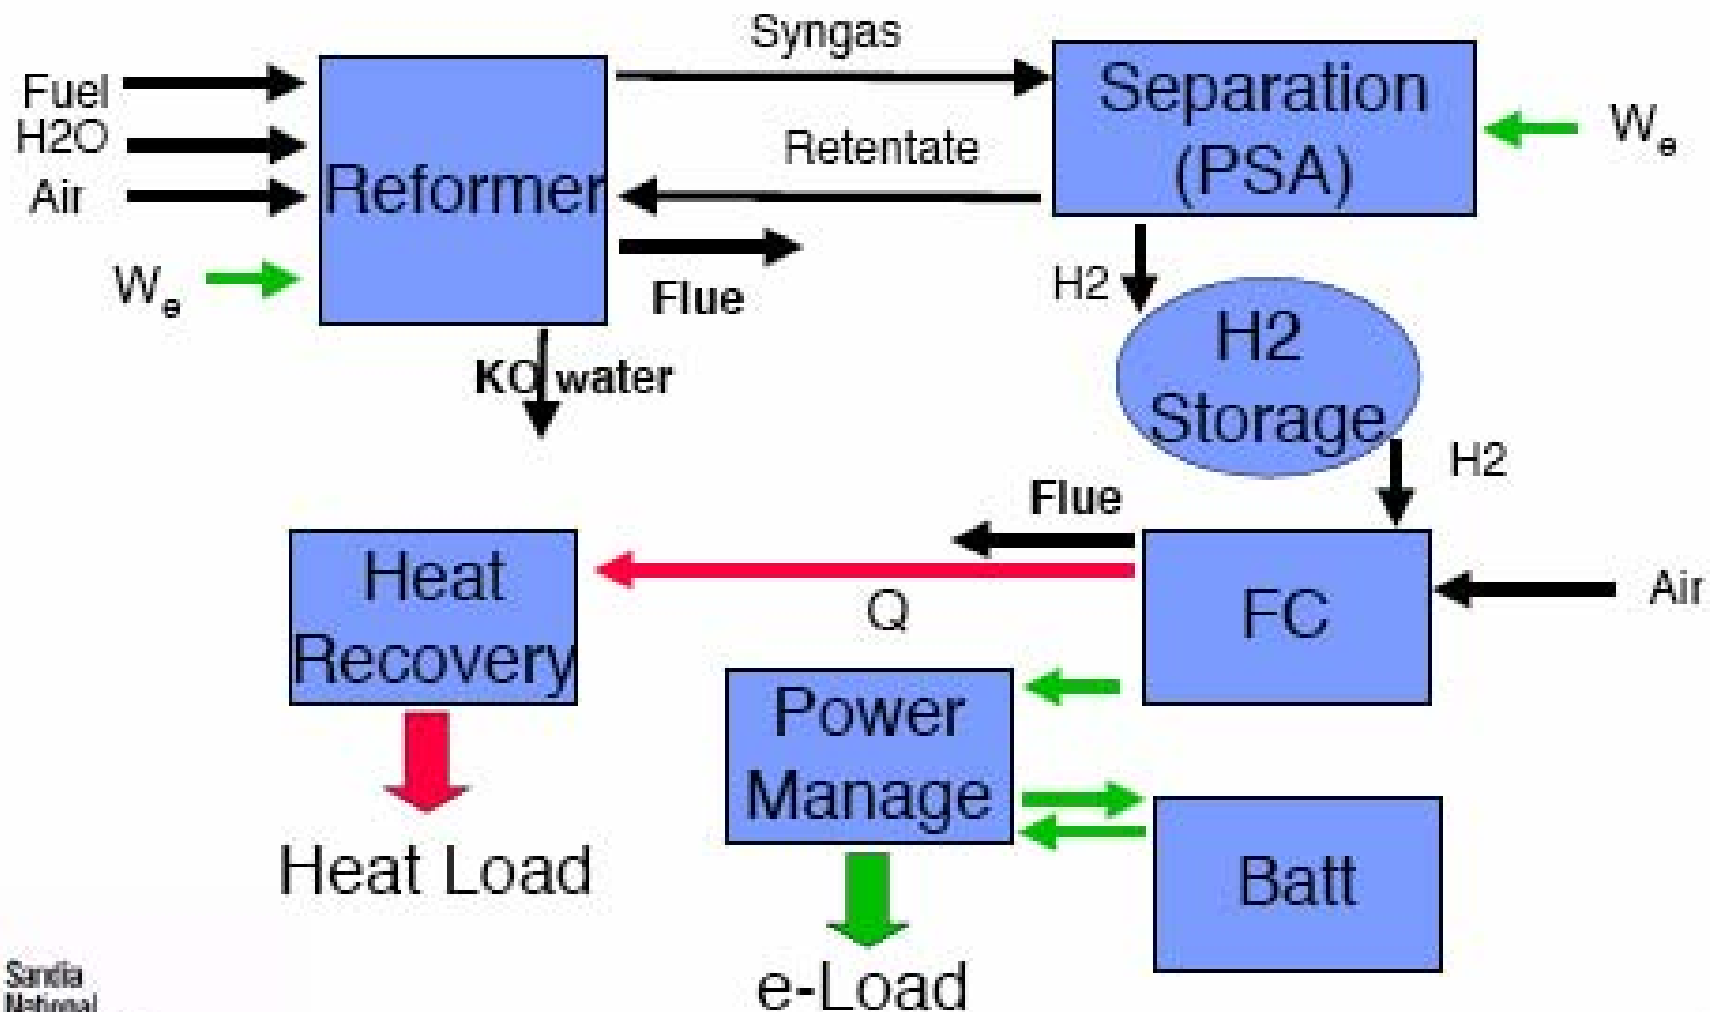 Syngas
Fuel
H2O
Air
We
Reformer
Separation
(PSA)
We
Retentate
Flue
KO water
H2
H2
Storage
H2
Flue
Heat
Recovery
Q
FC
Air
Power
Manage
Batt
Heat Load
e-Load
Sandia
National